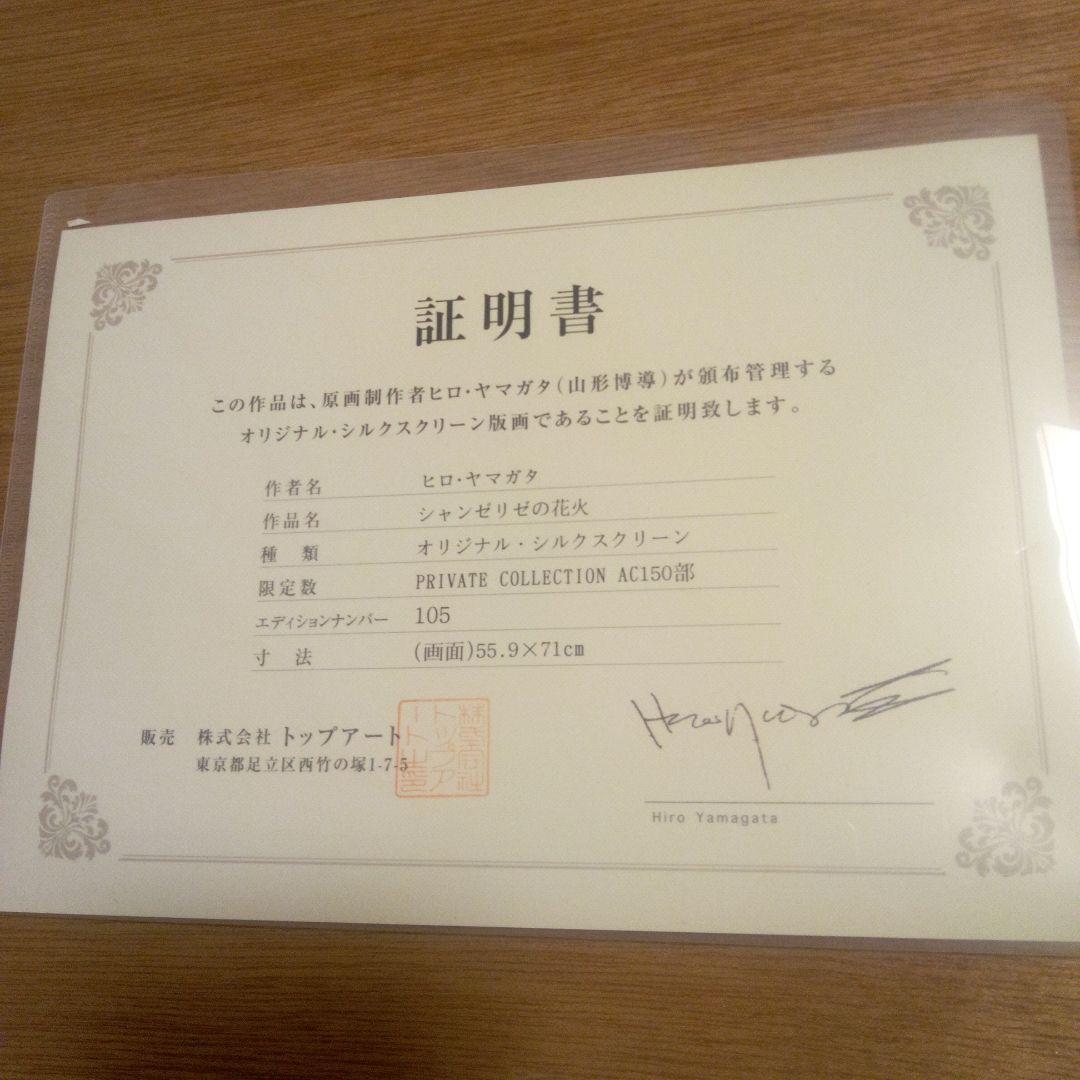 証明書
この作品は、原画制作者ヒロ・ヤマガタ(山形博導)が頒布管理する
オリジナル・シルクスクリーン版画であることを証明致します。
作者名 ヒロ・ヤマガタ
作品名 シャンゼリゼの花火
種 類 オリジナル・シルクスクリーン
限定数 PRIVATE COLLECTION AC150部
エディションナンバー 105
寸 法 (画面)55.9×71cm
販売 株式会社 トップアート
東京都足立区西竹の塚1-7-5
Hiro Yamagata